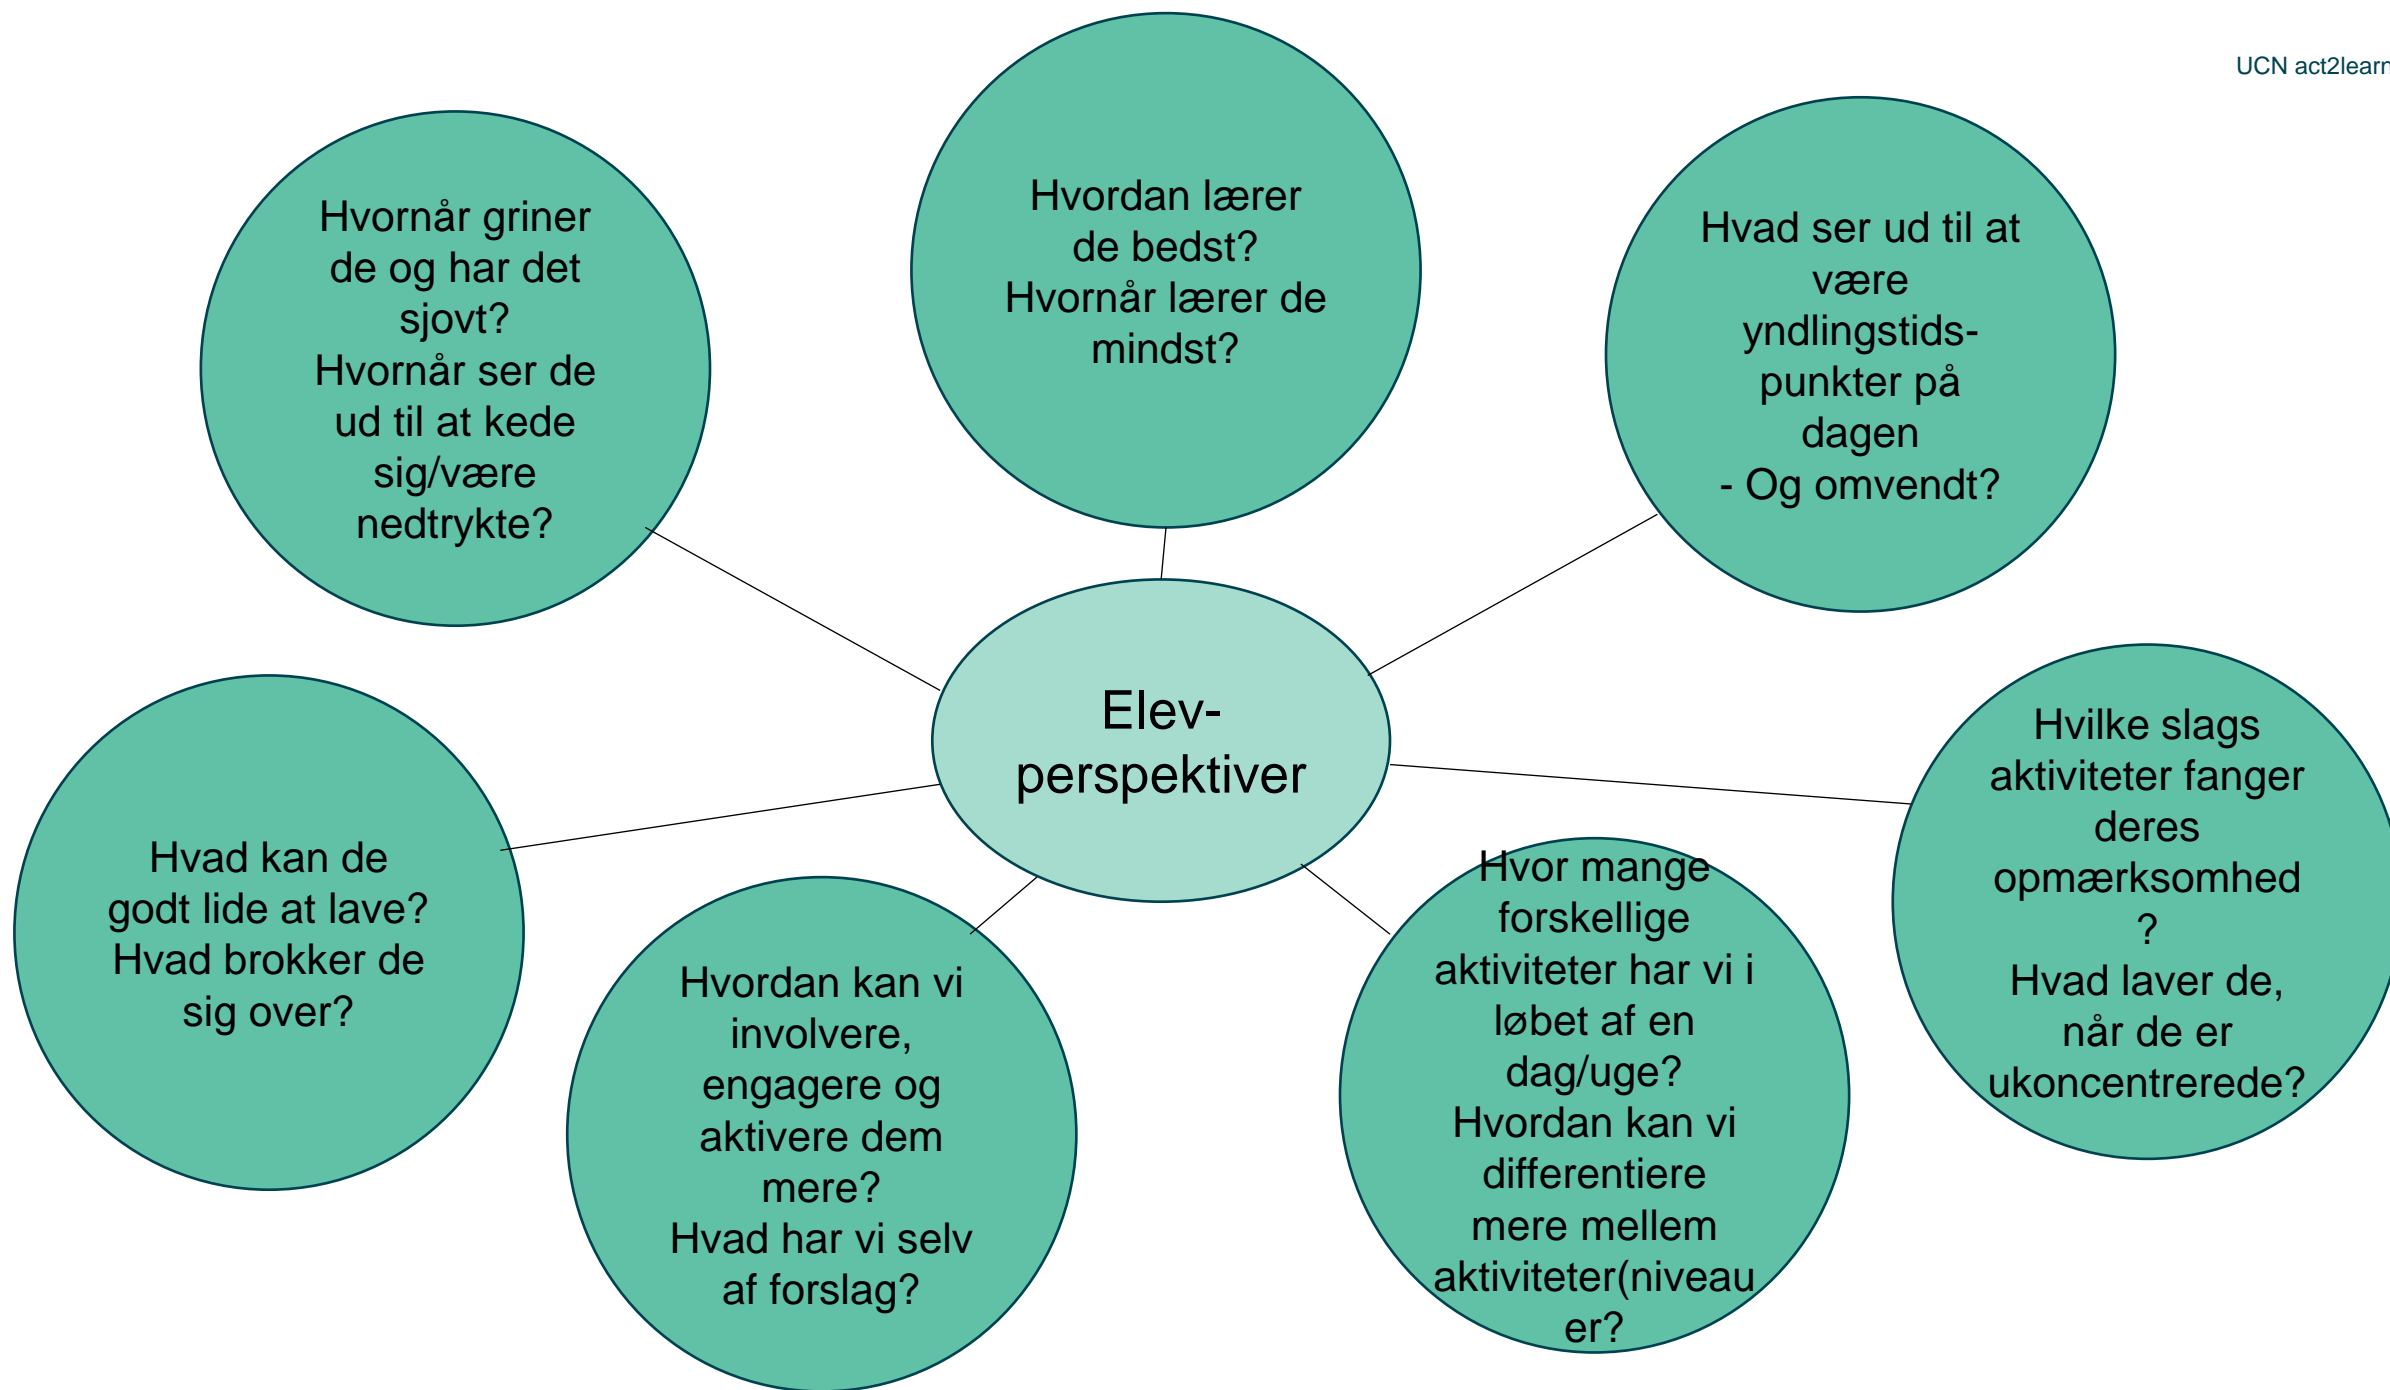 UCN act2learn
Hvornår griner
de og har det
sjovt?
Hvornår ser de
ud til at kede
sig/være
nedtrykte?
Hvordan lærer
de bedst?
Hvornår lærer de
mindst?
Hvad ser ud til at
være
yndlingstids-
punkter på
dagen
- Og omvendt?
Elev-
perspektiver
Hvad kan de
godt lide at lave?
Hvad brokker de
sig over?
Hvordan kan vi
involvere,
engagere og
aktivere dem
mere?
Hvad har vi selv
af forslag?
Hvor mange
forskellige
aktiviteter har vi i
løbet af en
dag/uge?
Hvordan kan vi
differentiere
mere mellem
aktiviteter(niveau
er?
Hvilke slags
aktiviteter fanger
deres
opmærksomhed
?
Hvad laver de,
når de er
ukoncentrerede?